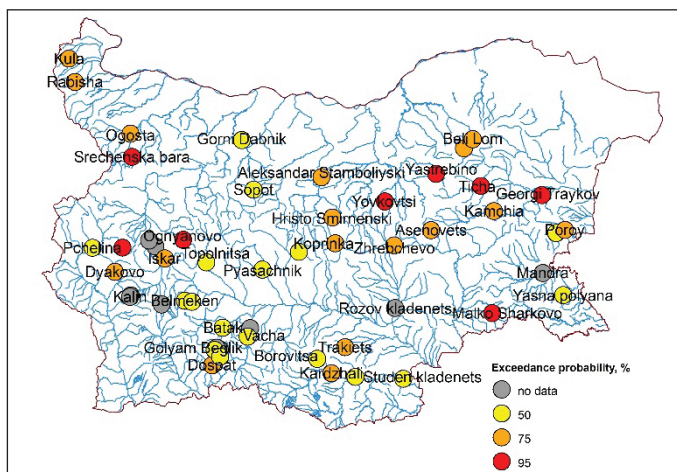 Kula
Rabisha
Ogosta
Srechenska bara
Gorni Dabnik
Beli Lom
Aleksandar Stamboliyski
Yastrebino
Sopot
Yovkovtsi
Ticha
Georgi Traykov
Hristo Smirnenski
Kamchia
Ognyanovo
Koprinka
Asenovets
Poroy
Pchelina
Iskar
Topolnitsa
Zhrebchevo
Dyakovo
Pyasachnik
Mandra
Kalin
Belmeken
Rozov kladenets
Yasna polyana
Malko Sharkovo
Batak
Vacha
Golyam Beglik
Borovitsa
Trakiets
Dospat
Kardzhali
Studen kladenets
Exceedance probability, %
no data
50
75
95